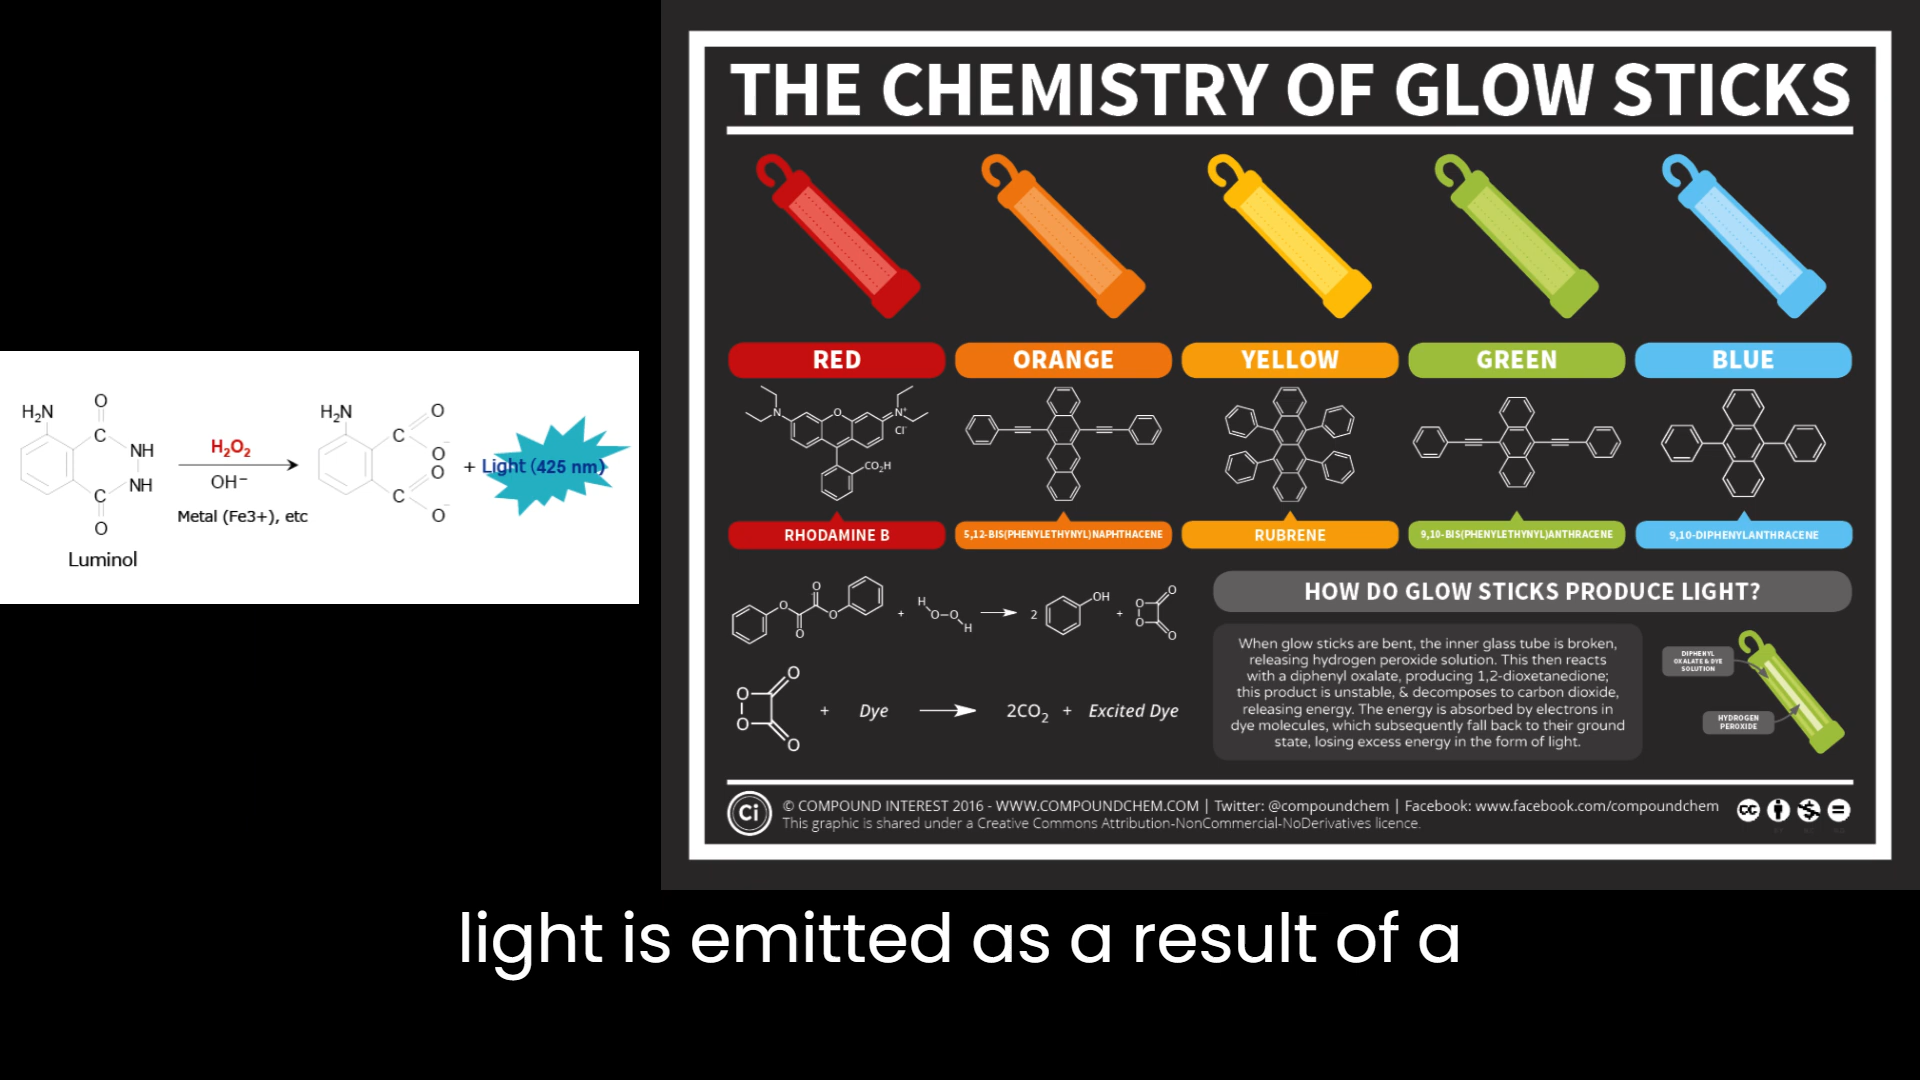 THE CHEMISTRY OF GLOW STICKS
RED
ORANGE
YELLOW
GREEN
BLUE
N
O
N⁺
Cl⁻
CO₂H
RHODAMINE B
5,12-BIS(PHENYLETHYNYL)NAPHTHACENE
RUBRENE
9,10-BIS(PHENYLETHYNYL)ANTHRACENE
9,10-DIPHENYLANTHRACENE
H₂N
O
C
NH
NH
C
O
Luminol
H₂O₂
OH⁻
Metal (Fe3+), etc
H₂N
O
C
O⁻
O
C
O⁻
+ Light (425 nm)
O
O
O
O
+
H
O-O
H
2
OH
+
O
O
O
O
O
O
O
O
+ Dye
2CO₂ + Excited Dye
HOW DO GLOW STICKS PRODUCE LIGHT?
When glow sticks are bent, the inner glass tube is broken,
releasing hydrogen peroxide solution. This then reacts
with a diphenyl oxalate, producing 1,2-dioxetanedione;
this product is unstable, & decomposes to carbon dioxide,
releasing energy. The energy is absorbed by electrons in
dye molecules, which subsequently fall back to their ground
state, losing excess energy in the form of light.
DIPHENYL
OXALATE & DYE
SOLUTION
HYDROGEN
PEROXIDE
Ci
© COMPOUND INTEREST 2016 - WWW.COMPOUNDCHEM.COM | Twitter: @compoundchem | Facebook: www.facebook.com/compoundchem
This graphic is shared under a Creative Commons Attribution-NonCommercial-NoDerivatives licence.
cc
light is emitted as a result of a